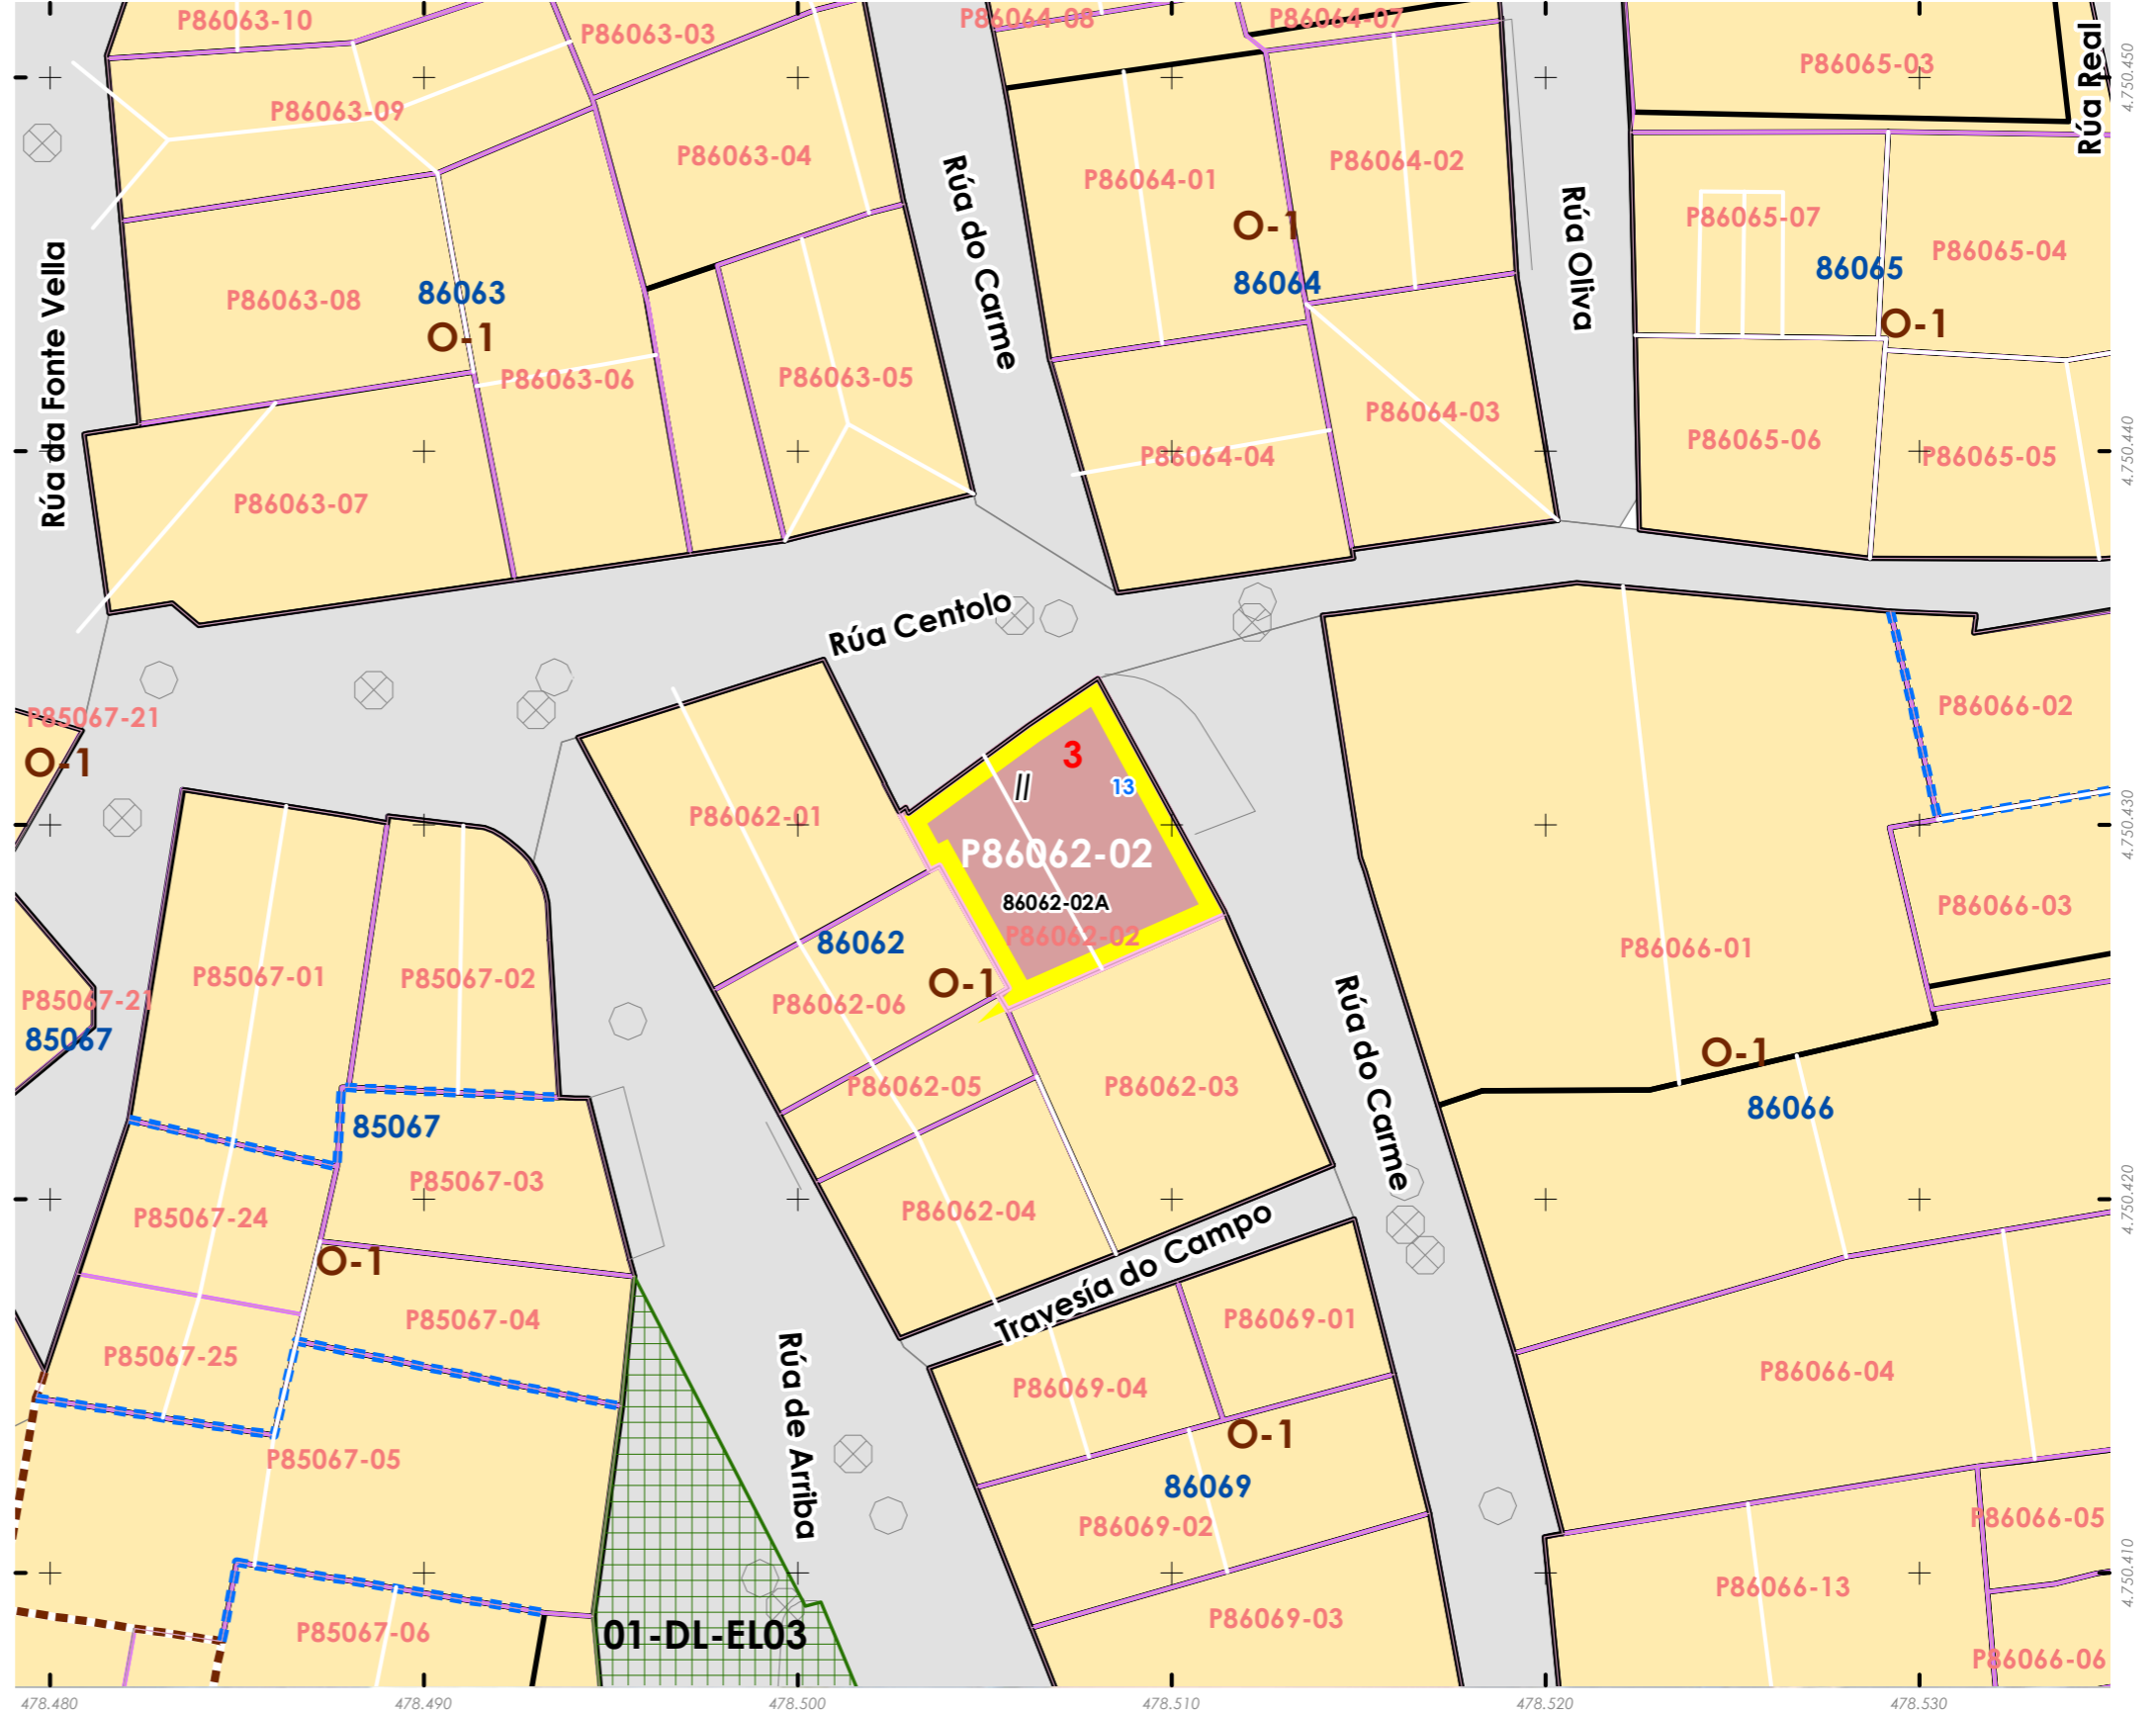 P86063-10
P86063-03
P86064-08
P86064-07
P86065-03
Rúa Real
4.750.450
P86063-09
P86063-04
P86064-01
P86064-02
P86065-07
P86065-04
O-1
86064
86065
O-1
Rúa do Carme
Rúa Oliva
Rúa da Fonte Vella
P86063-08
86063
O-1
P86063-06
P86063-05
P86064-03
P86064-04
P86065-06
P86065-05
4.750.440
P86063-07
Rúa Centolo
P85067-21
O-1
P86066-02
3
II
13
P86062-01
4.750.430
P86062-02
86062-02A
P86062-02
86062
O-1
P86062-06
P86066-03
P86066-01
P85067-01
P85067-02
P85067-21
85067
Rúa do Carme
O-1
86066
P86062-05
P86062-03
85067
P85067-03
P85067-24
P86062-04
4.750.420
Travesía do Campo
O-1
P85067-04
P85067-25
P86069-01
P86069-04
P86066-04
Rúa de Arriba
O-1
86069
P85067-05
P86069-02
P86066-05
P86066-13
4.750.410
P85067-06
01-DL-EL03
P86069-03
P86066-06
478.480
478.490
478.500
478.510
478.520
478.530